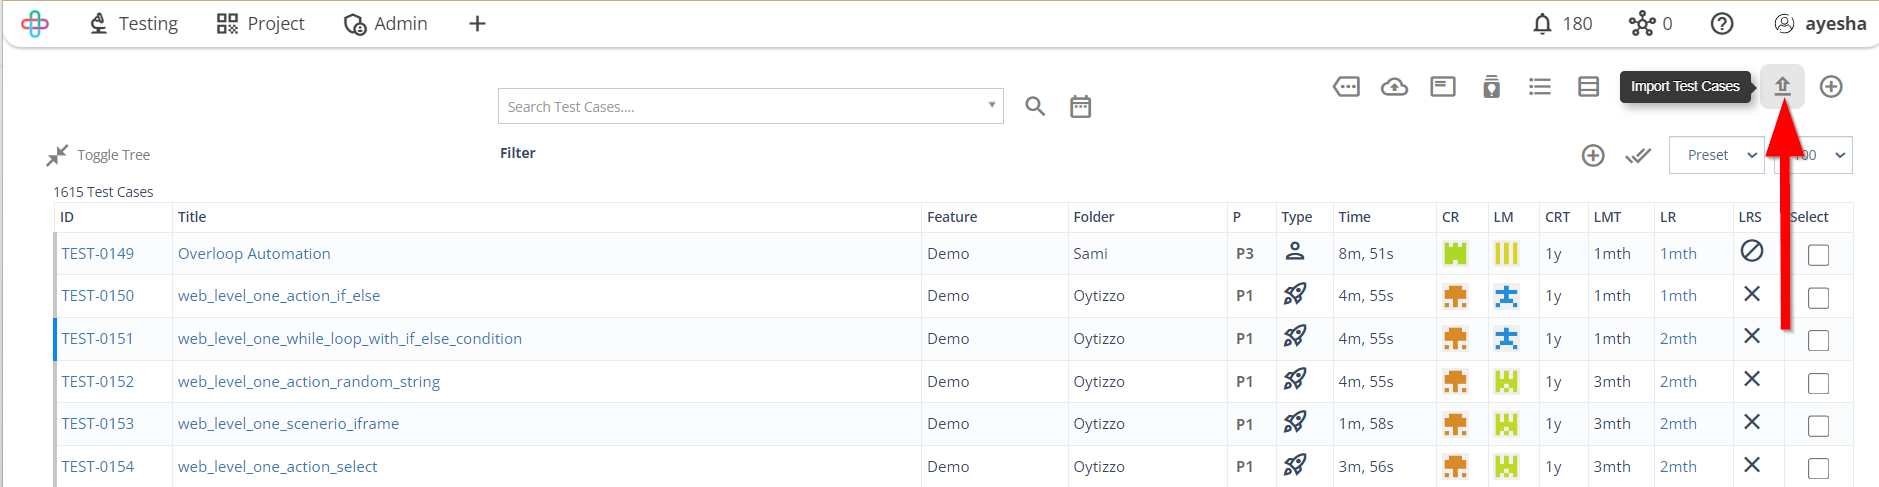 Testing Project Admin 180 0 ayesha
Search Test Cases.... Import Test Cases
Toggle Tree Filter Preset 100
1615 Test Cases
ID Title Feature Folder P Type Time CR LM CRT LMT LR LRS Select
TEST-0149 Overloop Automation Demo Sami P3 8m, 51s 1y 1mth 1mth
TEST-0150 web_level_one_action_if_else Demo Oytizzo P1 4m, 55s 1y 1mth 1mth
TEST-0151 web_level_one_while_loop_with_if_else_condition Demo Oytizzo P1 4m, 55s 1y 1mth 2mth
TEST-0152 web_level_one_action_random_string Demo Oytizzo P1 4m, 55s 1y 3mth 2mth
TEST-0153 web_level_one_scenerio_iframe Demo Oytizzo P1 1m, 58s 1y 3mth 2mth
TEST-0154 web_level_one_action_select Demo Oytizzo P1 3m, 56s 1y 3mth 2mth